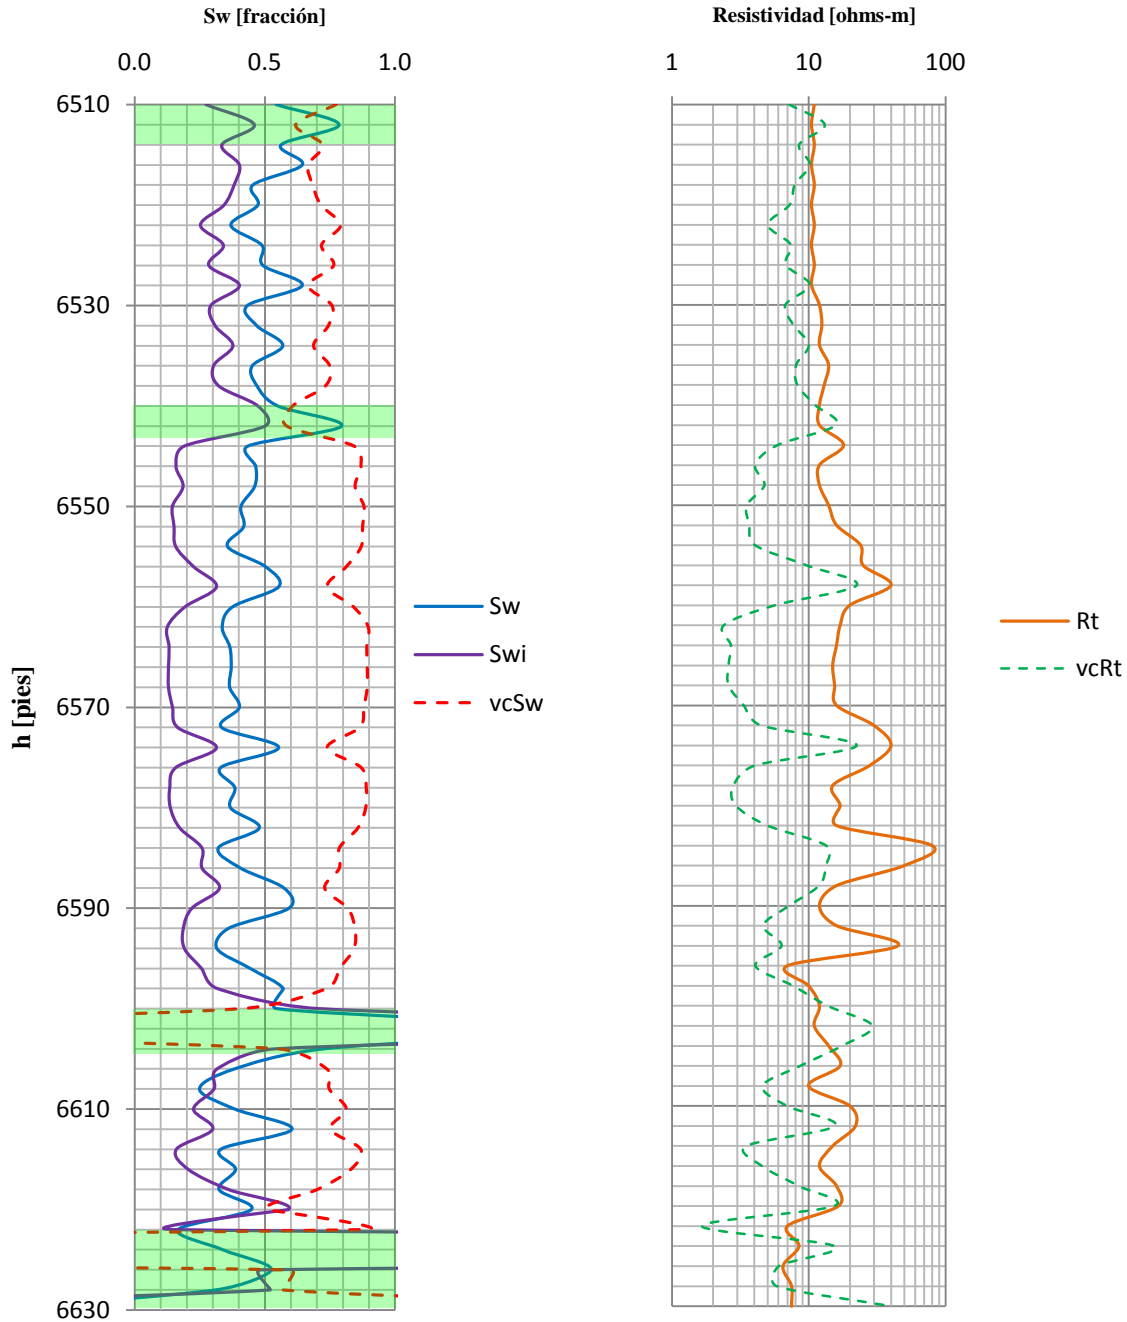 Sw [fracción]
0.0 0.5 1.0
6510
6530
6550
6570
6590
6610
6630
h [pies]
Sw
Swi
vcSw
Resistividad [ohms-m]
1 10 100
Rt
vcRt